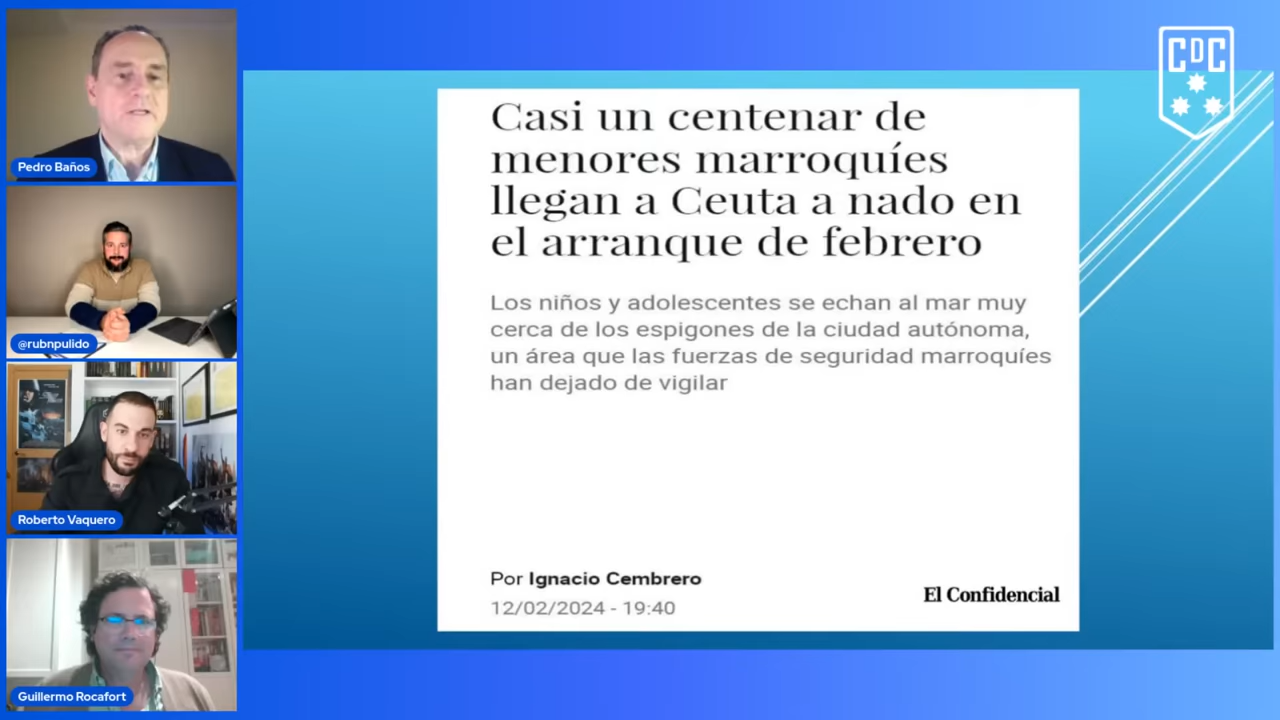 Pedro Baños
@rubnpulido
Roberto Vaquero
Guillermo Rocafort
CDC
Casi un centenar de
menores marroquíes
llegan a Ceuta a nado en
el arranque de febrero
Los niños y adolescentes se echan al mar muy
cerca de los espigones de la ciudad autónoma,
un área que las fuerzas de seguridad marroquíes
han dejado de vigilar
Por Ignacio Cembrero
12/02/2024 - 19:40
El Confidencial